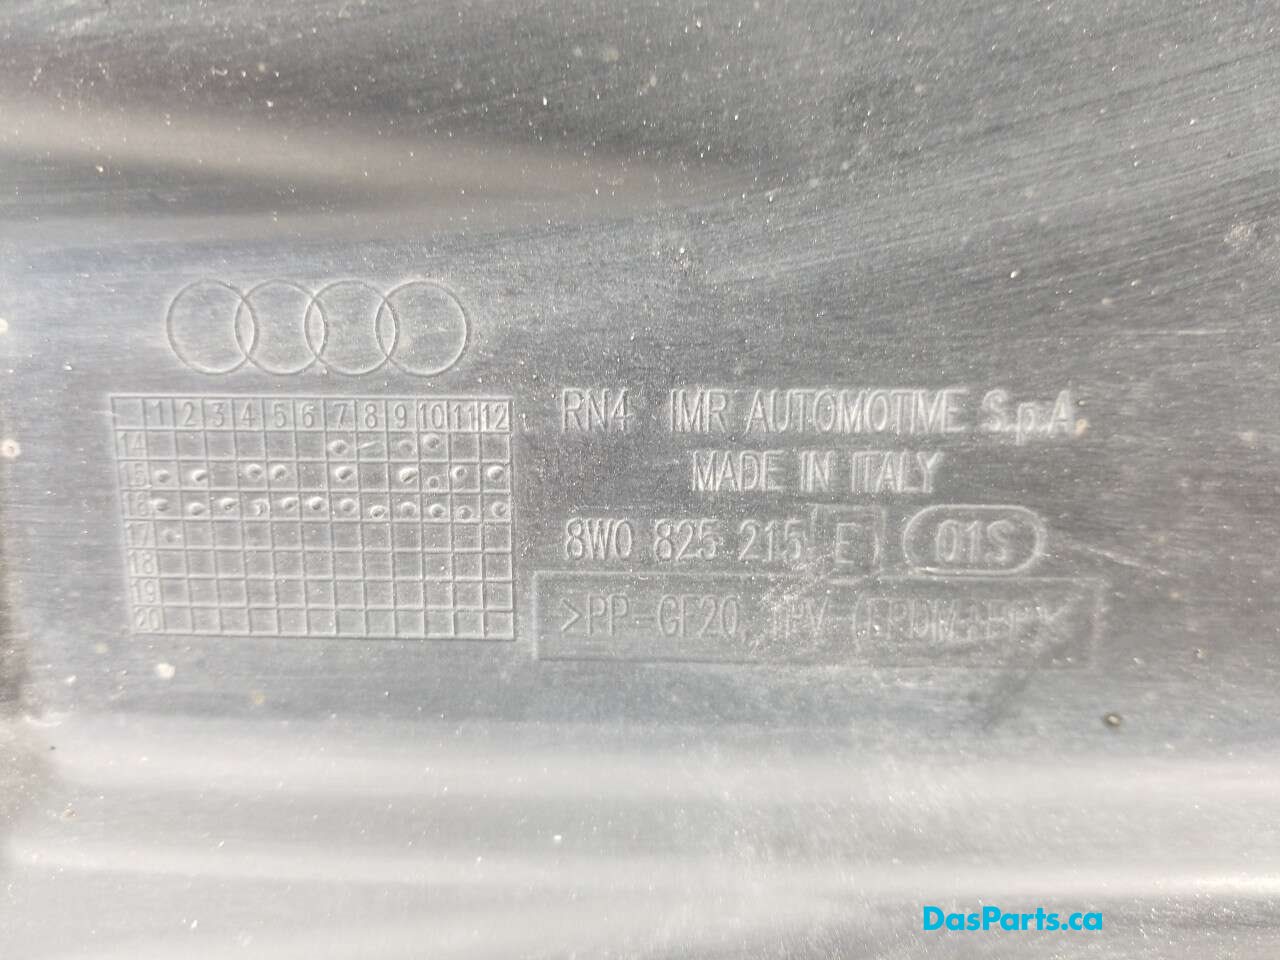 1 2 3 4 5 6 7 8 9 10 11 12
14
15
16
17
18
19
20
RN4 IMR AUTOMOTIVE S.p.A.
MADE IN ITALY
8W0 825 215 E 01S
>PP-GF20,
DasParts.ca